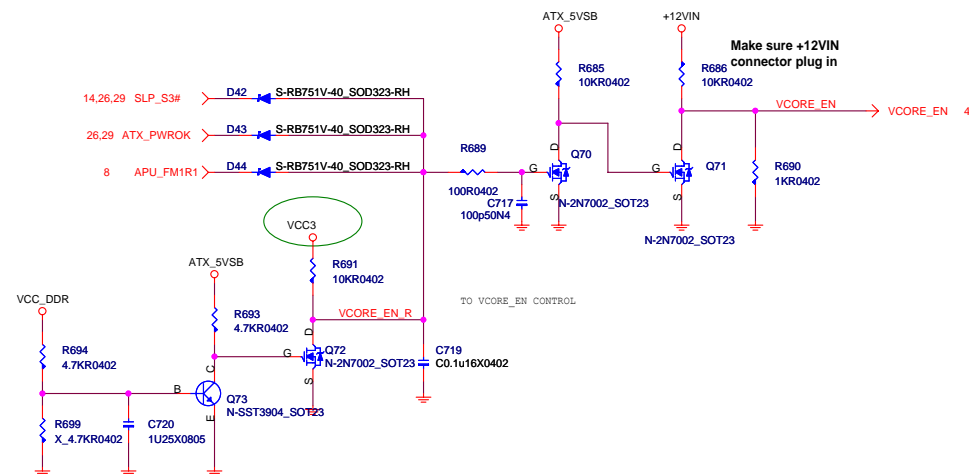 ATX_5VSB
+12VIN
Make sure +12VIN
connector plug in
R685
10KR0402
R686
10KR0402
14,26,29 SLP_S3#
D42
S-RB751V-40_SOD323-RH
VCORE_EN
VCORE_EN 4
26,29 ATX_PWROK
D43
S-RB751V-40_SOD323-RH
8 APU_FM1R1
D44
S-RB751V-40_SOD323-RH
R689
100R0402
C717
100p50N4
D
G
S
Q70
N-2N7002_SOT23
D
G
S
Q71
N-2N7002_SOT23
R690
1KR0402
VCC3
R691
10KR0402
ATX_5VSB
R693
4.7KR0402
VCORE_EN_R
TO VCORE_EN CONTROL
VCC_DDR
R694
4.7KR0402
D
G
S
Q72
N-2N7002_SOT23
C719
C0.1u16X0402
C
B
E
Q73
N-SST3904_SOT23
R699
X_4.7KR0402
C720
1U25X0805